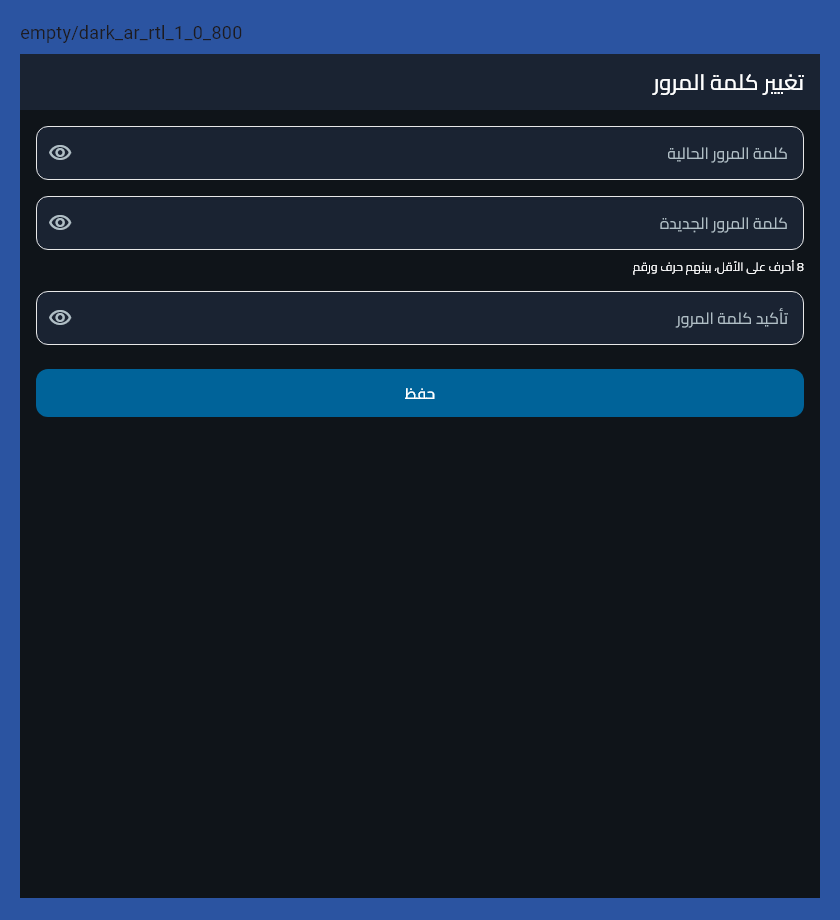 empty/dark_ar_rtl_1_0_800
تغيير كلمة المرور
كلمة المرور الحالية
كلمة المرور الجديدة
8 أحرف على الأقل، بينهم حرف ورقم
تأكيد كلمة المرور
حفظ